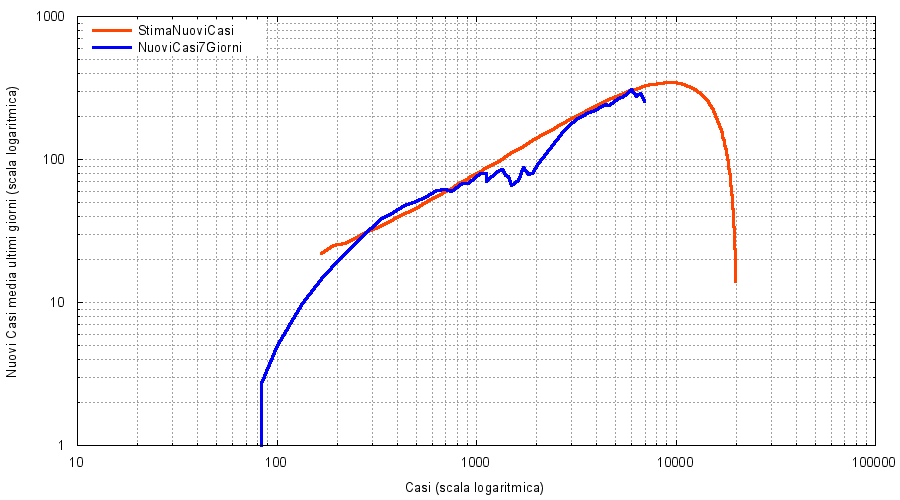 1000
StimaNuoviCasi
NuoviCasi7Giorni
100
10
1
10
100
1000
10000
100000
Nuovi Casi media ultimi giorni (scala logaritmica)
Casi (scala logaritmica)